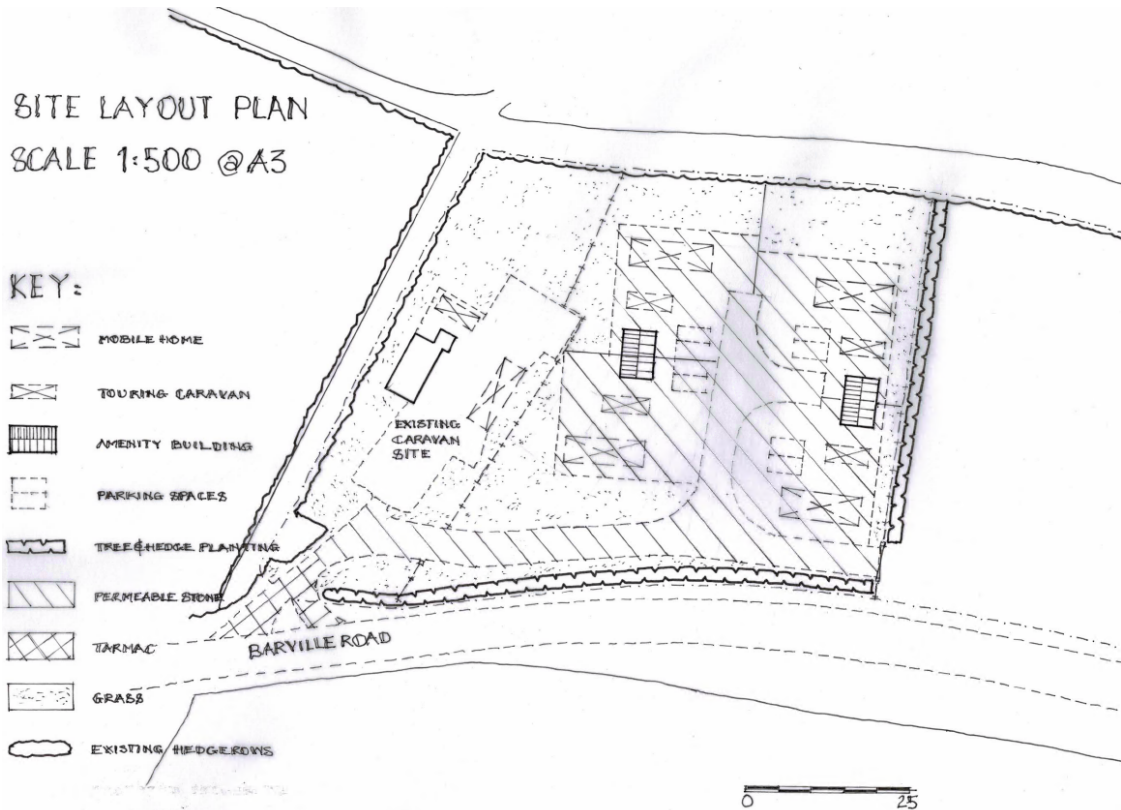 SITE LAYOUT PLAN
SCALE 1:500 @ A3
KEY:
MOBILE HOME
TOURING CARAVAN
AMENITY BUILDING
PARKING SPACES
TREE & HEDGE PLANTING
PERMEABLE STONE
TARMAC
GRASS
EXISTING HEDGEROWS
EXISTING
CARAVAN
SITE
BARVILLE ROAD
0 25